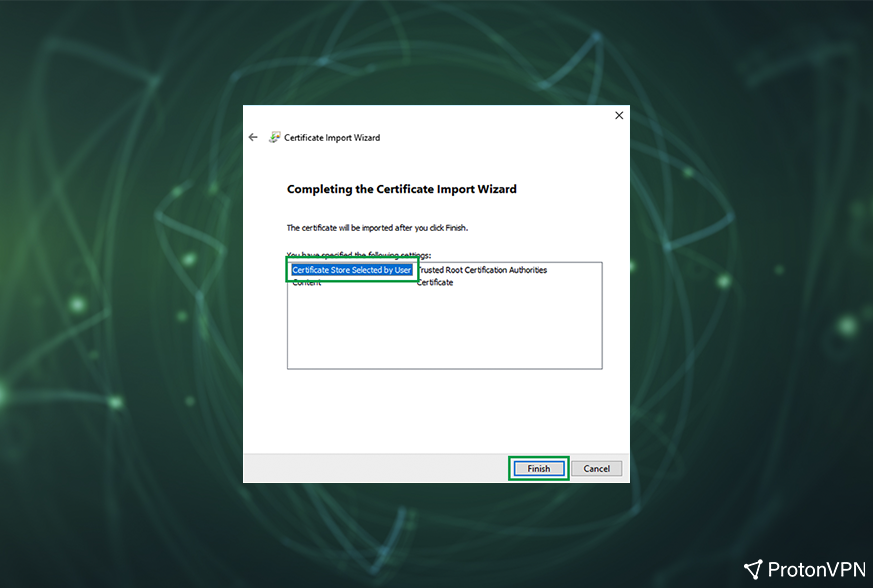 Certificate Import Wizard
Completing the Certificate Import Wizard
The certificate will be imported after you click Finish.
You have specified the following settings:
Certificate Store Selected by User Trusted Root Certification Authorities
Content Certificate
Finish Cancel
ProtonVPN